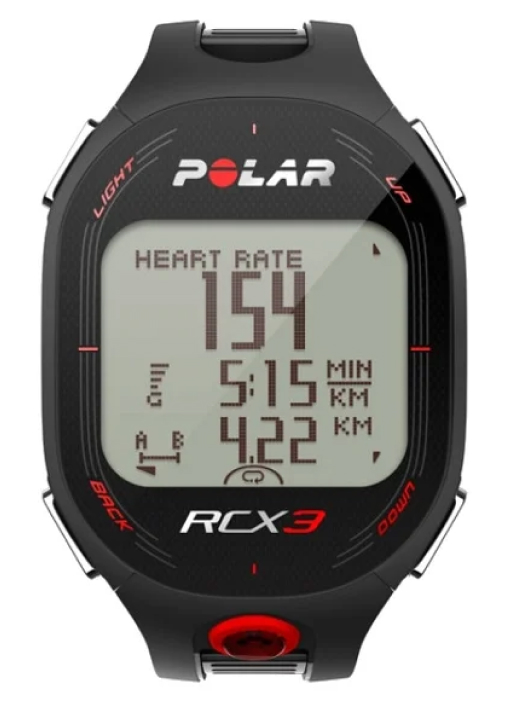 POLAR
LIGHT
UP
HEART RATE
154
5:15 MIN
KM
G
4.22 KM
A B
BACK
DOWN
RCX3